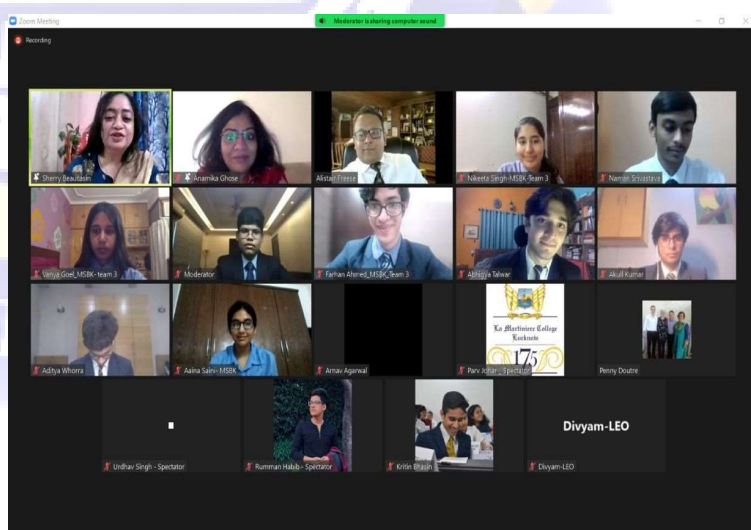 Zoom Meeting
Moderator is sharing computer sound
Recording
Sherry Beaultasin
Anamika Ghose
Alistair Freese
Nikeeta Singh-MSBK-Team 3
Naman Srivastava
Vanya Goel_MSBK- team 3
Moderator
Farhan Ahmed_MSBK_Team 3
Abhigya Talwar
Akull Kumar
Aditya Whorra
Aaina Saini- MSBK
Arnav Agarwal
La Martiniere College
Lucknow
175
Parv Johar _ Spectator
Penny Doutre
Urdhav Singh - Spectator
Rumman Habib - Spectator
Kritin Bhasin
Divyam-LEO
Divyam-LEO